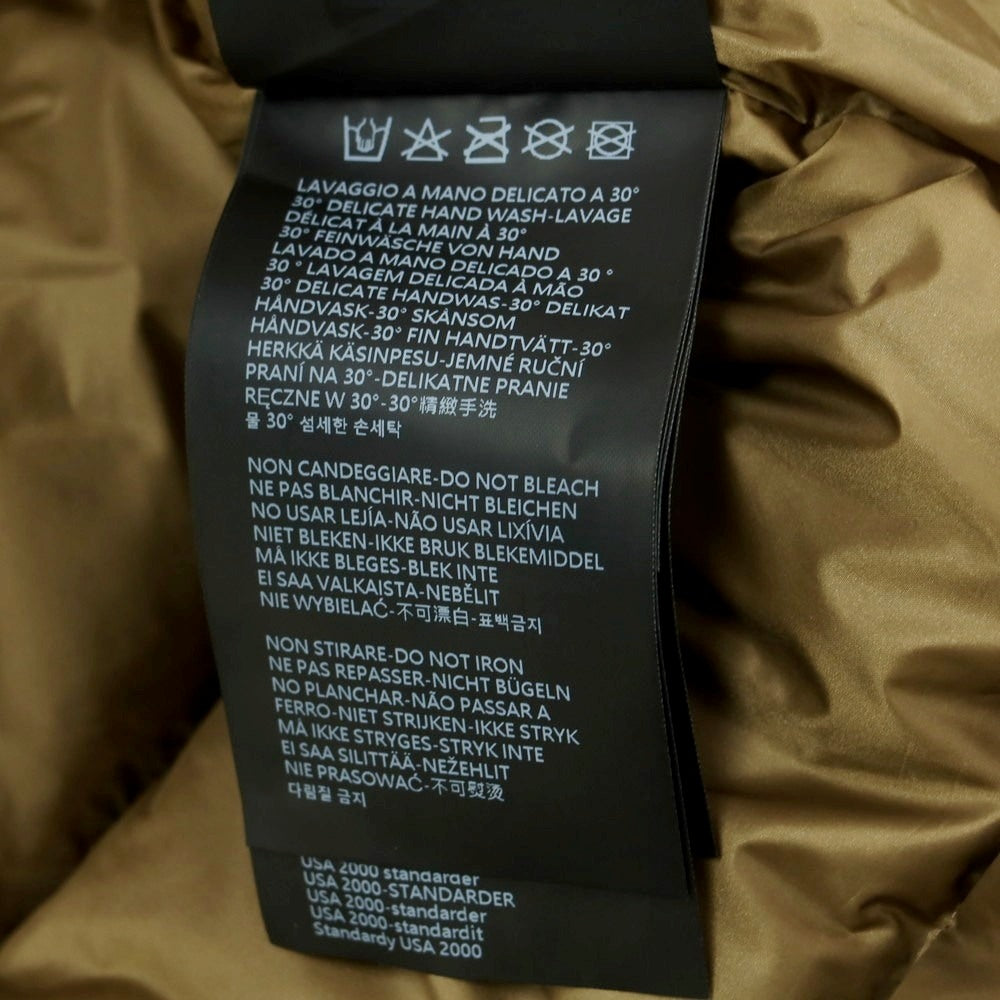 LAVAGGIO A MANO DELICATO A 30°
30° DELICATE HAND WASH-LAVAGE
DÉLICAT À LA MAIN À 30°
30° FEINWÄSCHE VON HAND
LAVADO A MANO DELICADO A 30 °
30 ° LAVAGEM DELICADA À MÃO
30° DELICATE HANDWAS-30° DELIKAT
HÅNDVASK-30° SKÅNSOM
HÅNDVASK-30° FIN HANDTVÄTT-30°
HERKKÄ KÄSINPESU-JEMNÉ RUČNÍ
PRANÍ NA 30°-DELIKATNE PRANIE
RĘCZNE W 30°-30°精緻手洗
물 30° 섬세한 손세탁
NON CANDEGGIARE-DO NOT BLEACH
NE PAS BLANCHIR-NICHT BLEICHEN
NO USAR LEJÍA-NÃO USAR LIXÍVIA
NIET BLEKEN-IKKE BRUK BLEKEMIDDEL
MÅ IKKE BLEGES-BLEK INTE
EI SAA VALKAISTA-NEBĚLIT
NIE WYBIELAĆ-不可漂白-표백금지
NON STIRARE-DO NOT IRON
NE PAS REPASSER-NICHT BÜGELN
NO PLANCHAR-NÃO PASSAR A
FERRO-NIET STRIJKEN-IKKE STRYK
MÅ IKKE STRYGES-STRYK INTE
EI SAA SILITTÄÄ-NEŽEHLIT
NIE PRASOWAĆ-不可熨烫
다림질 금지
USA 2000 standarder
USA 2000-STANDARDER
USA 2000-standarder
USA 2000-standardit
Standardy USA 2000